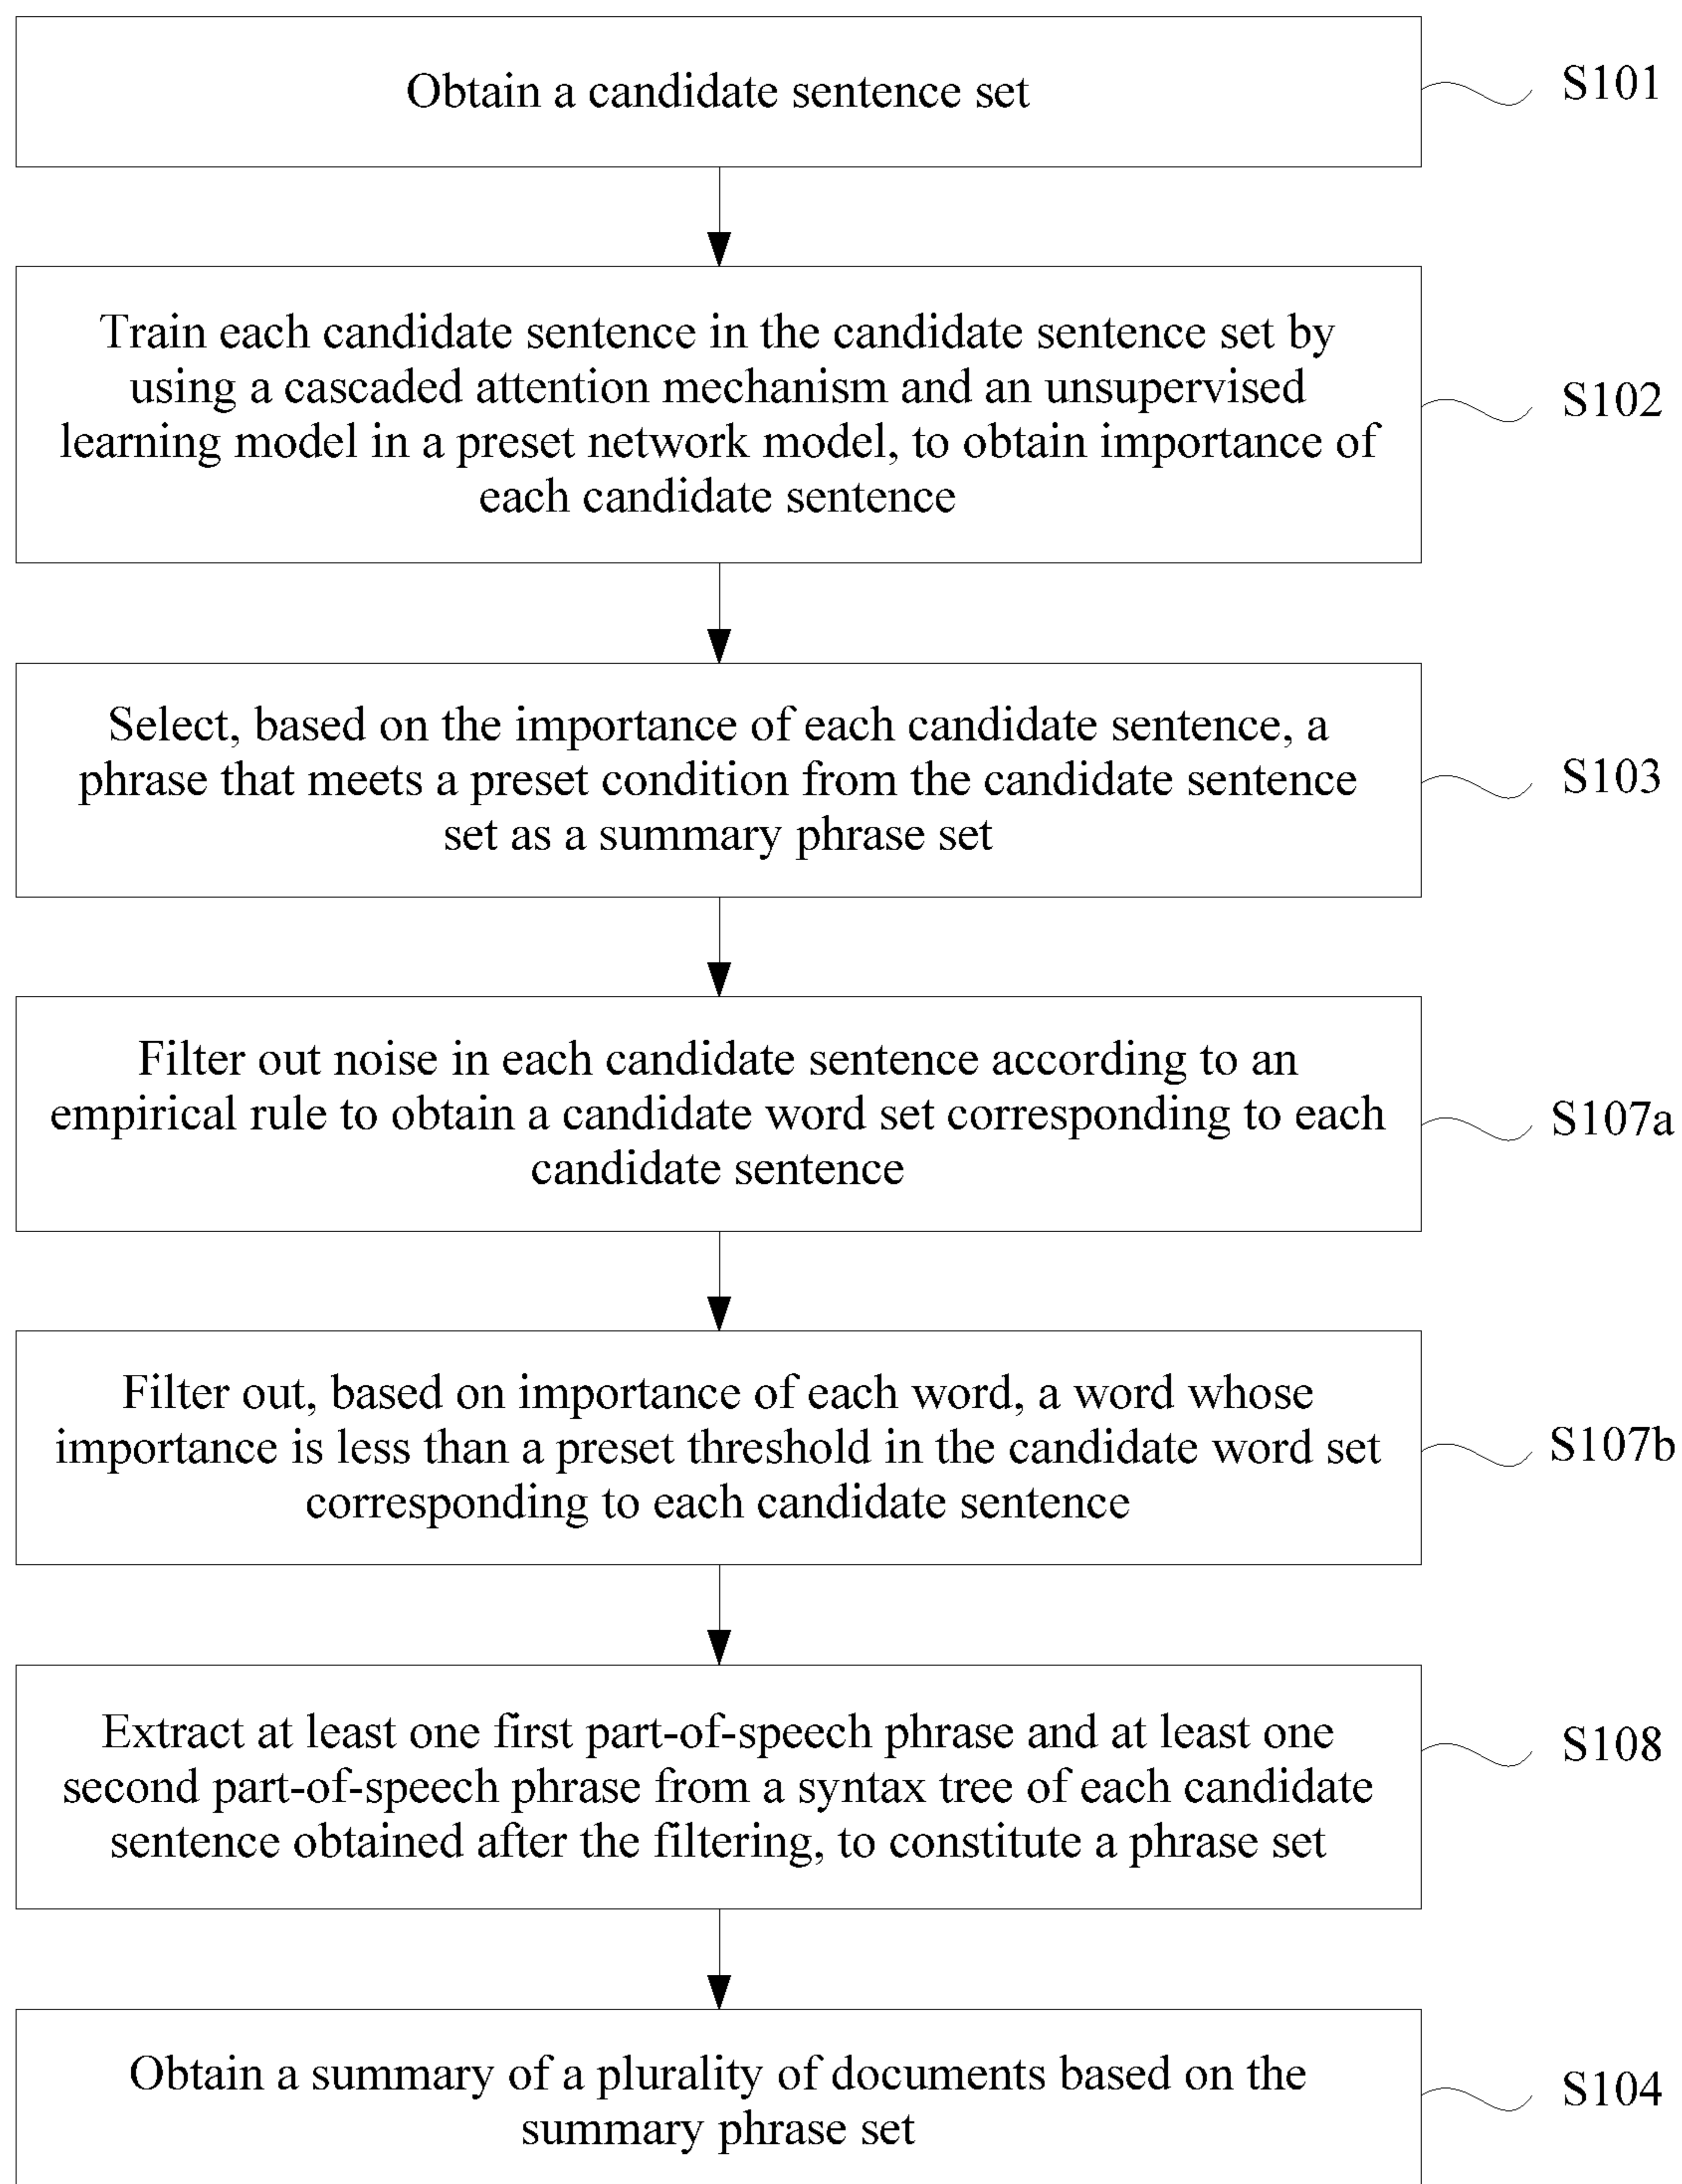 Obtain a candidate sentence set
S101
Train each candidate sentence in the candidate sentence set by
using a cascaded attention mechanism and an unsupervised
learning model in a preset network model, to obtain importance of
each candidate sentence
S102
Select, based on the importance of each candidate sentence, a
phrase that meets a preset condition from the candidate sentence
set as a summary phrase set
S103
Filter out noise in each candidate sentence according to an
empirical rule to obtain a candidate word set corresponding to each
candidate sentence
S107a
Filter out, based on importance of each word, a word whose
importance is less than a preset threshold in the candidate word set
corresponding to each candidate sentence
S107b
Extract at least one first part-of-speech phrase and at least one
second part-of-speech phrase from a syntax tree of each candidate
sentence obtained after the filtering, to constitute a phrase set
S108
Obtain a summary of a plurality of documents based on the
summary phrase set
S104